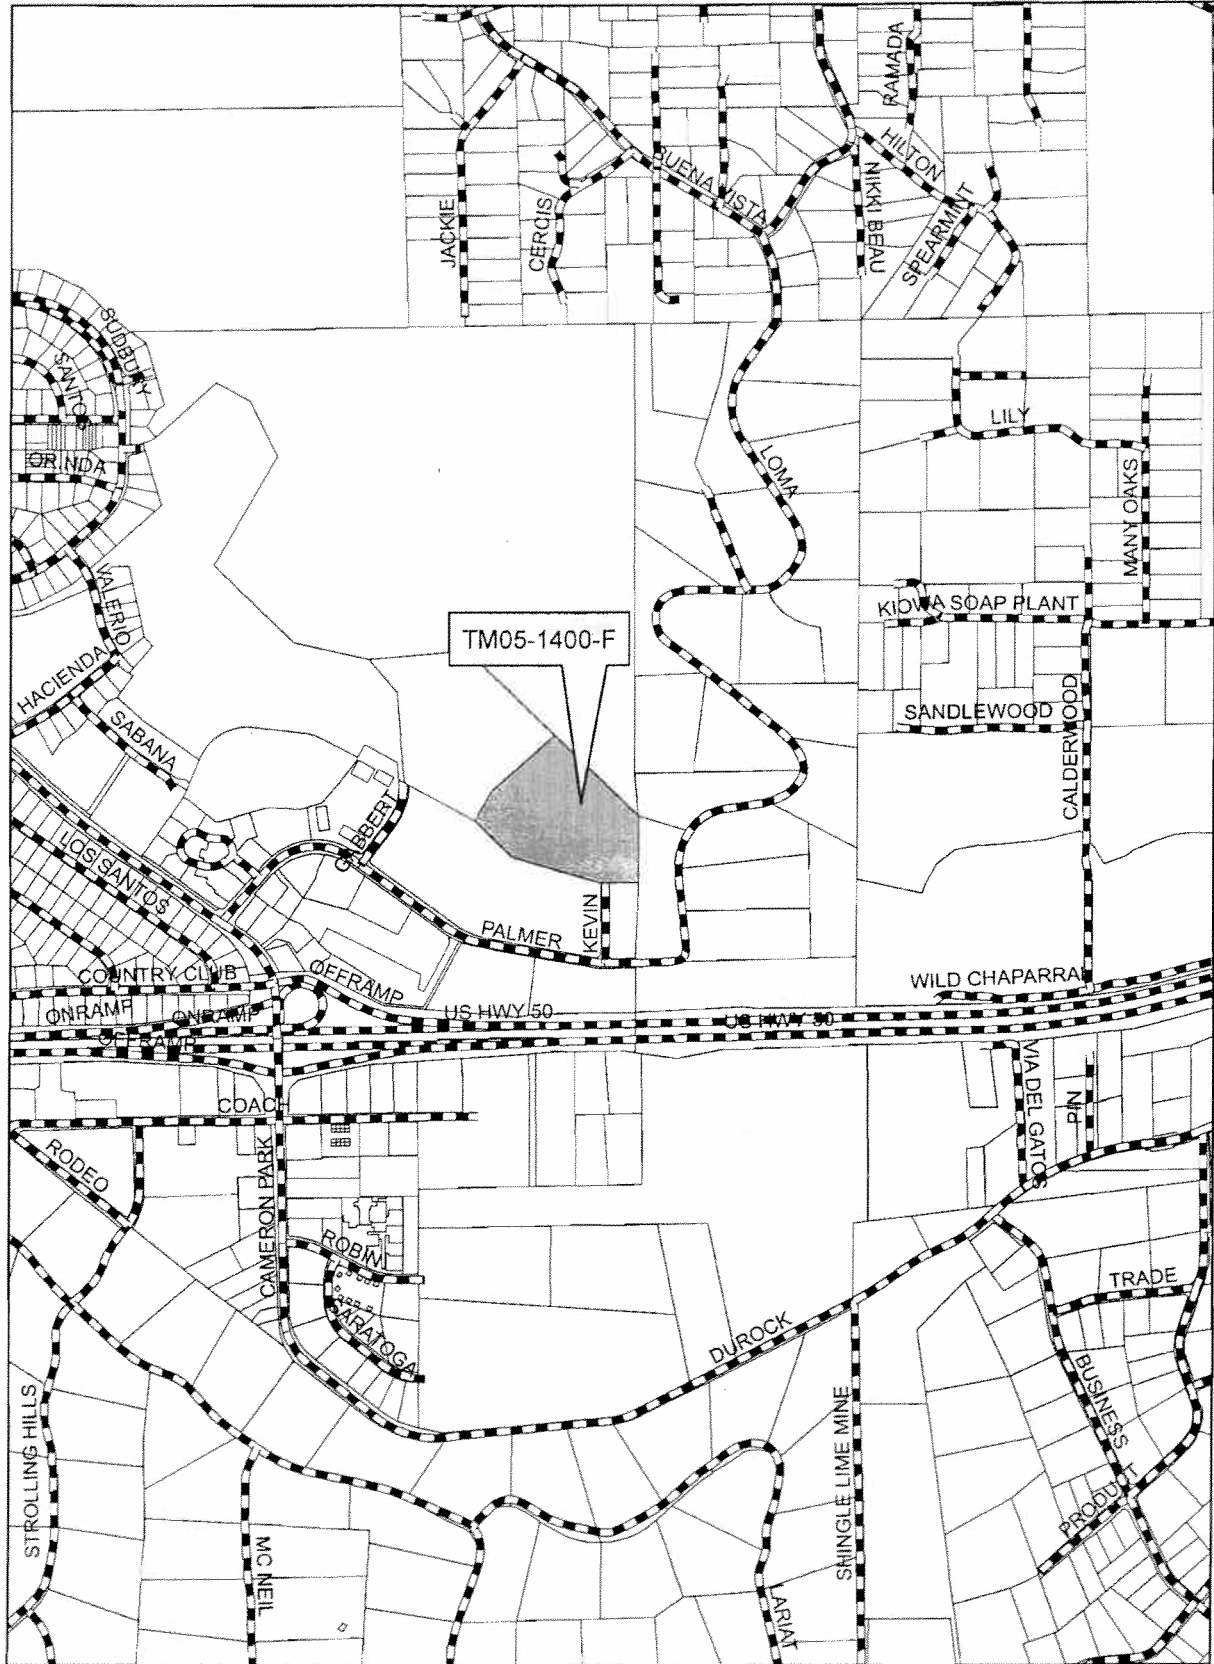 RAMADA
HILTON
BUENA VISTA
NIKKI BEAU
SPEARMINT
JACKIE
CERCIS
SUDBURY
SANTOS
ORINDA
LOMA
LILY
MANY OAKS
VALERIO
KIOWA SOAP PLANT
TM05-1400-F
HACIENDA
SABANA
SANDLEWOOD
CALDERWOOD
GABBERT
LOS SANTOS
PALMER
KEVIN
COUNTRY CLUB
OFFRAMP
WILD CHAPARRAL
ONRAMP
ONRAMP
US HWY 50
US HWY 50
OFFRAMP
VIA DEL GATOS
PIN
COACH
RODEO
CAMERON PARK
ROBIN
TRADE
SARATOGA
DUROCK
BUSINESS
STROLLING HILLS
SHINGLE LIME MINE
PRODUCT
MC NEIL
LARIAT